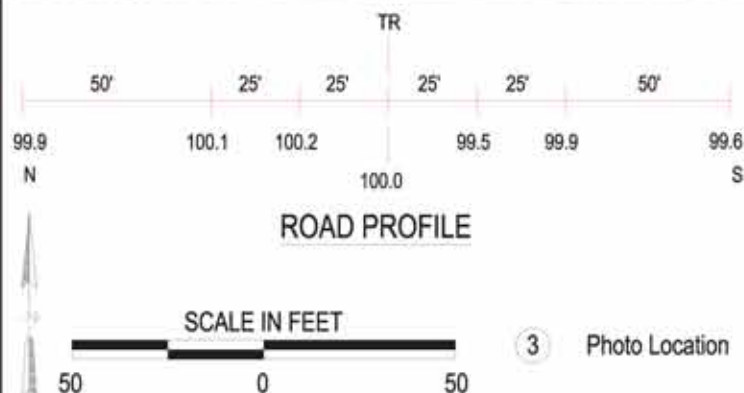 TR
50' 25' 25' 25' 25' 50'
99.9 100.1 100.2 100.0 99.5 99.9 99.6
N S
ROAD PROFILE
SCALE IN FEET
50 0 50
3 Photo Location